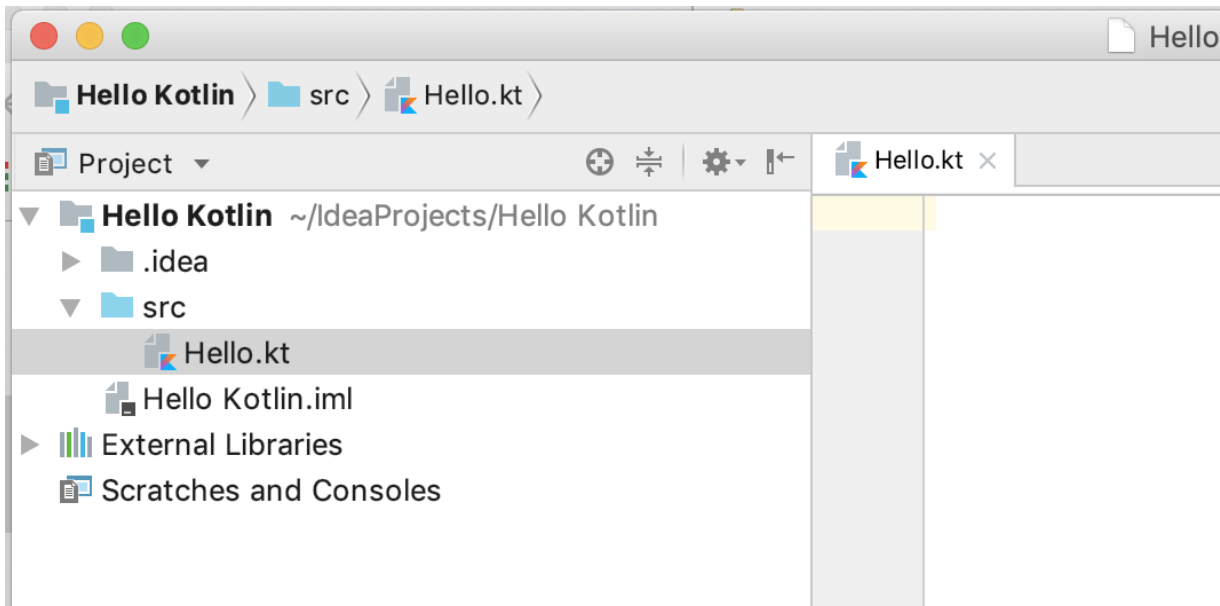 Hello
Hello Kotlin src Hello.kt
Project
Hello.kt
Hello Kotlin ~/IdeaProjects/Hello Kotlin
.idea
src
Hello.kt
Hello Kotlin.iml
External Libraries
Scratches and Consoles